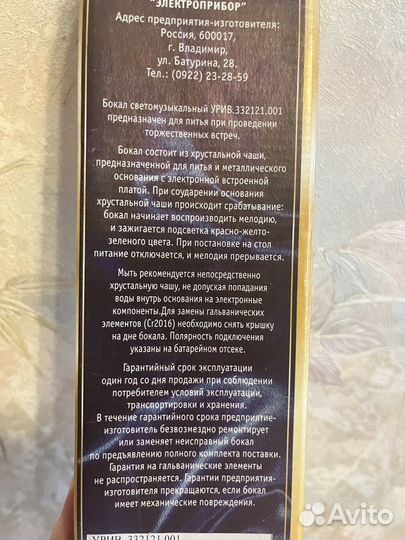 "ЭЛЕКТРОПРИБОР"
Адрес предприятия-изготовителя:
Россия, 600017,
г. Владимир,
ул. Батурина, 28.
Тел.: (0922) 23-28-59
Бокал светомузыкальный УРИВ.332121.001
предназначен для питья при проведении
торжественных встреч.
Бокал состоит из хрустальной чаши,
предназначенной для питья и металлического
основания с электронной встроенной
платой. При соударении основания
хрустальной чаши происходит срабатывание:
бокал начинает воспроизводить мелодию,
и зажигается подсветка красно-желто-
зеленого цвета. При постановке на стол
питание отключается, и мелодия прерывается.
Мыть рекомендуется непосредственно
хрустальную чашу, не допуская попадания
воды внутрь основания на электронные
компоненты.Для замены гальванических
элементов (Cr2016) необходимо снять крышку
на дне бокала. Полярность подключения
указаны на батарейном отсеке.
Гарантийный срок эксплуатации
один год со дня продажи при соблюдении
потребителем условий эксплуатации,
транспортировки и хранения.
В течение гарантийного срока предприятие-
изготовитель безвозмездно ремонтирует
или заменяет неисправный бокал
по предъявлению полного комплекта поставки.
Гарантия на гальванические элементы
не распространяется. Гарантии предприятия-
изготовителя прекращаются, если бокал
имеет механические повреждения.
УРИВ. 332121.001
Avito